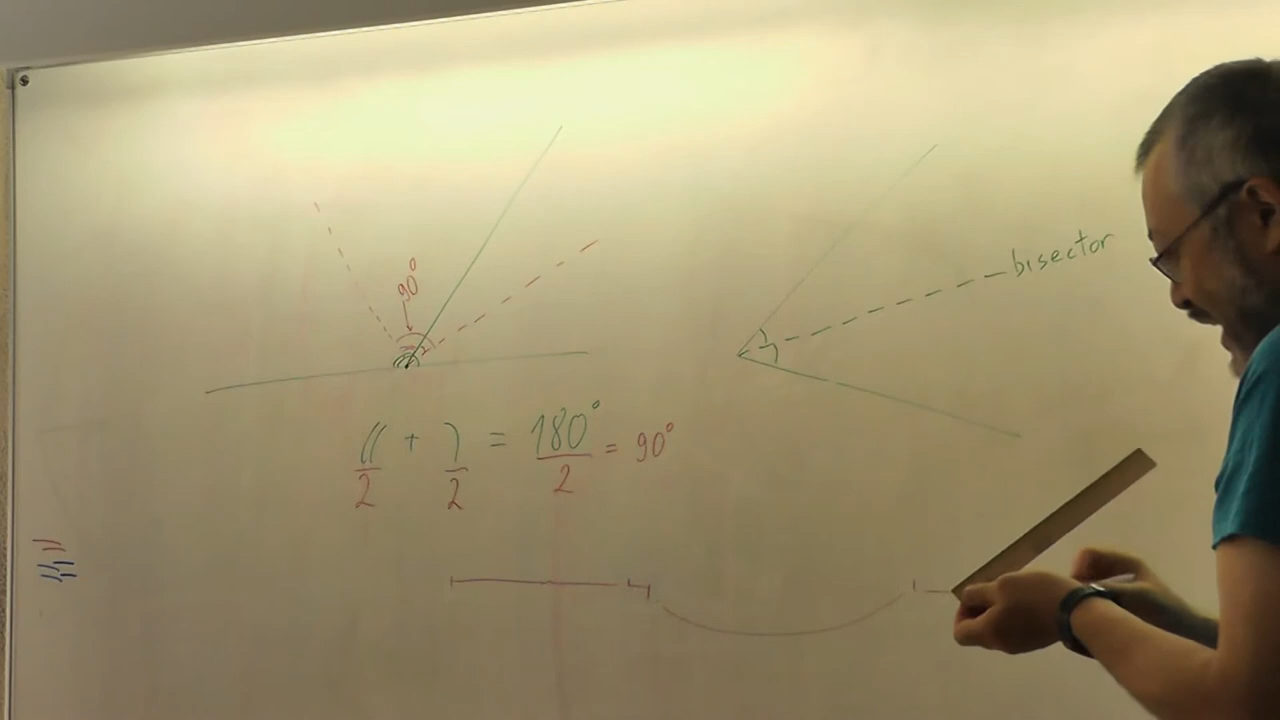 90°
bisector
((/2 + )/2 = 180°/2 = 90°